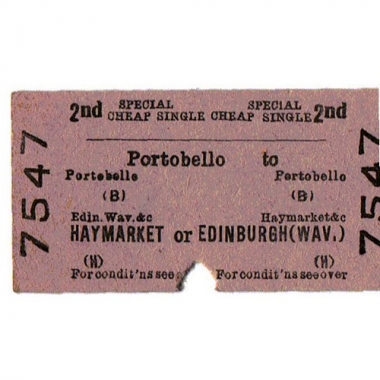 2nd SPECIAL CHEAP SINGLE SPECIAL CHEAP SINGLE 2nd
Portobello to
Portobello Portobello
(B) (B)
Edin.Wav.&c Haymarket&c
HAYMARKET or EDINBURGH(WAV.)
(H) (H)
For condit'ns see For condit'ns see over
7547
7547